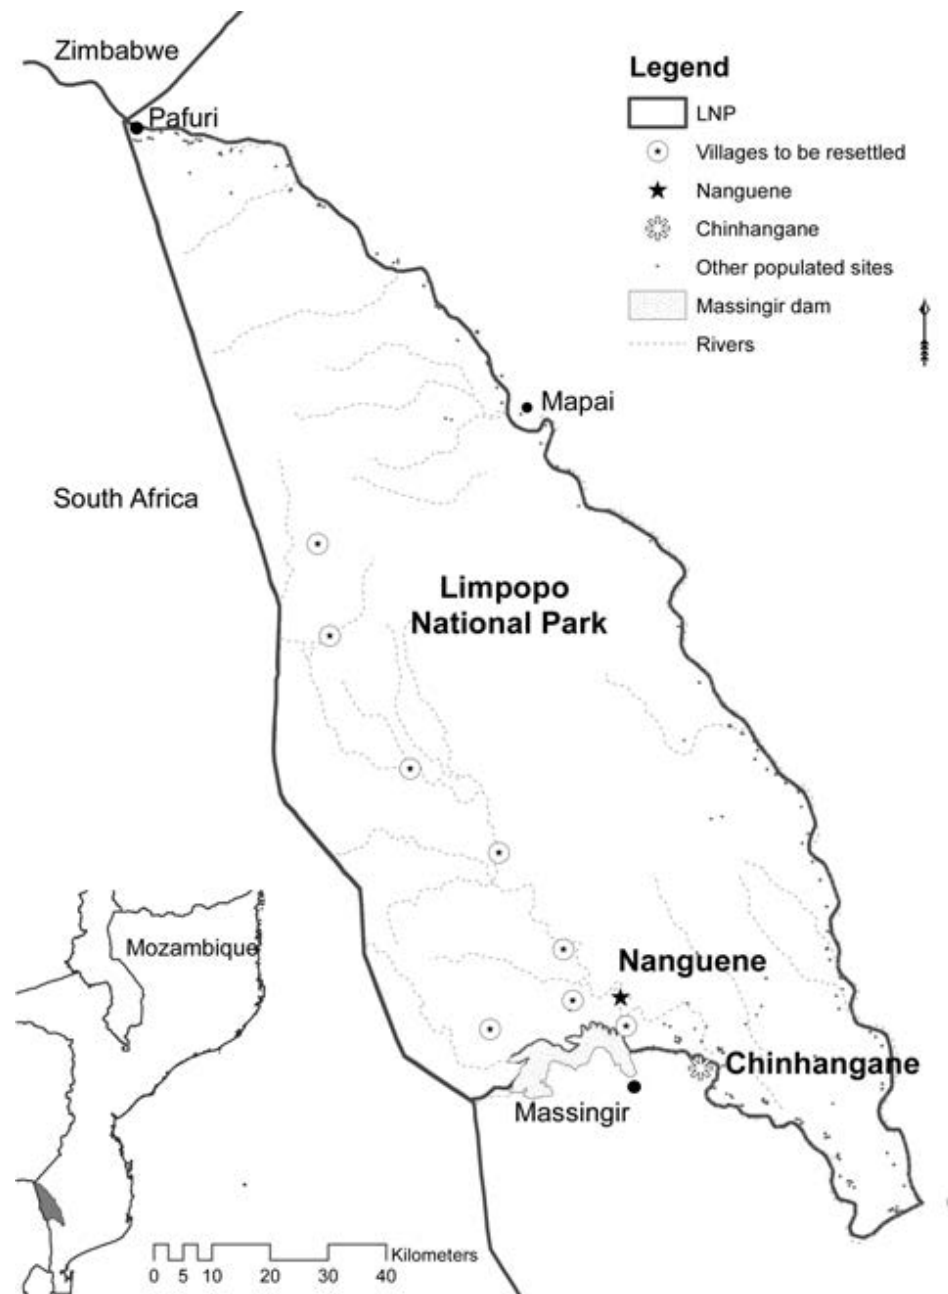 Zimbabwe
Pafuri
Legend
LNP
Villages to be resettled
Nanguene
Chinhangane
Other populated sites
Massingir dam
Rivers
Mapai
South Africa
Limpopo
National Park
Mozambique
Nanguene
Chinhangane
Massingir
Kilometers
0 5 10 20 30 40